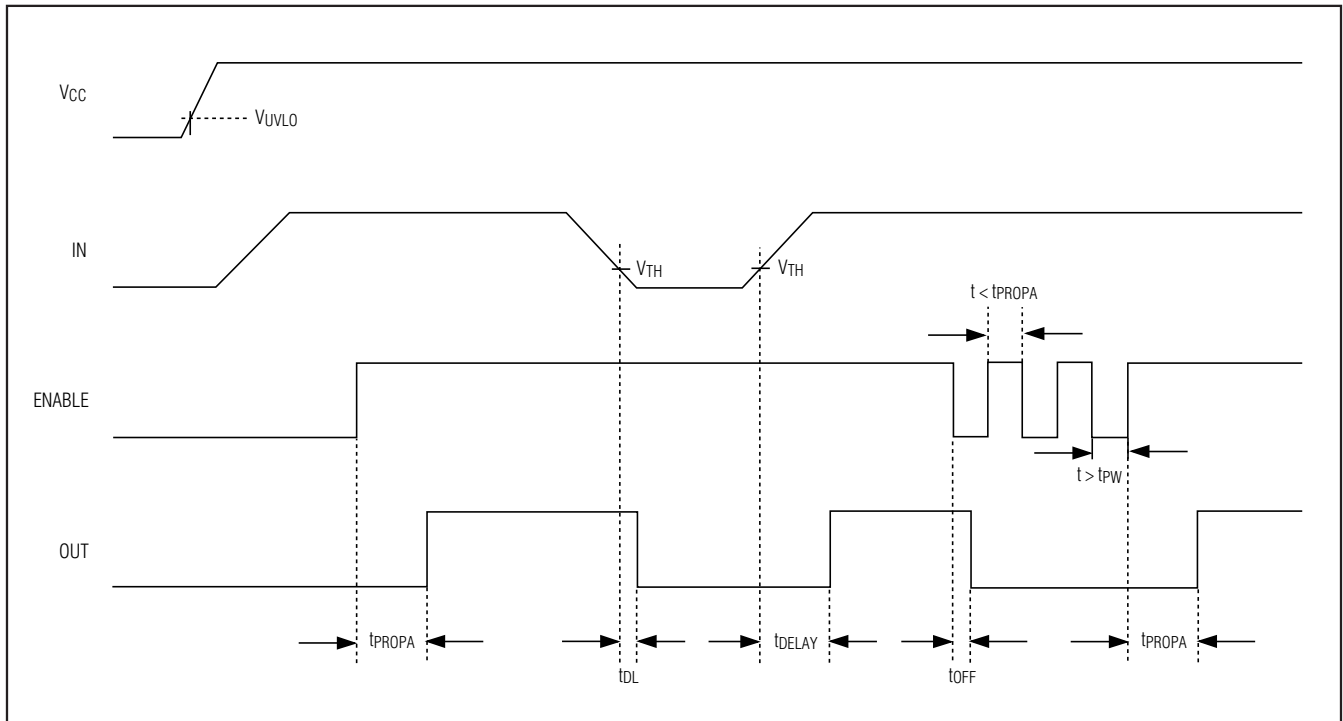 VCC
VUVLO
IN
VTH
VTH
t < tPROPA
ENABLE
t > tPW
OUT
tPROPA
tDL
tDELAY
tOFF
tPROPA